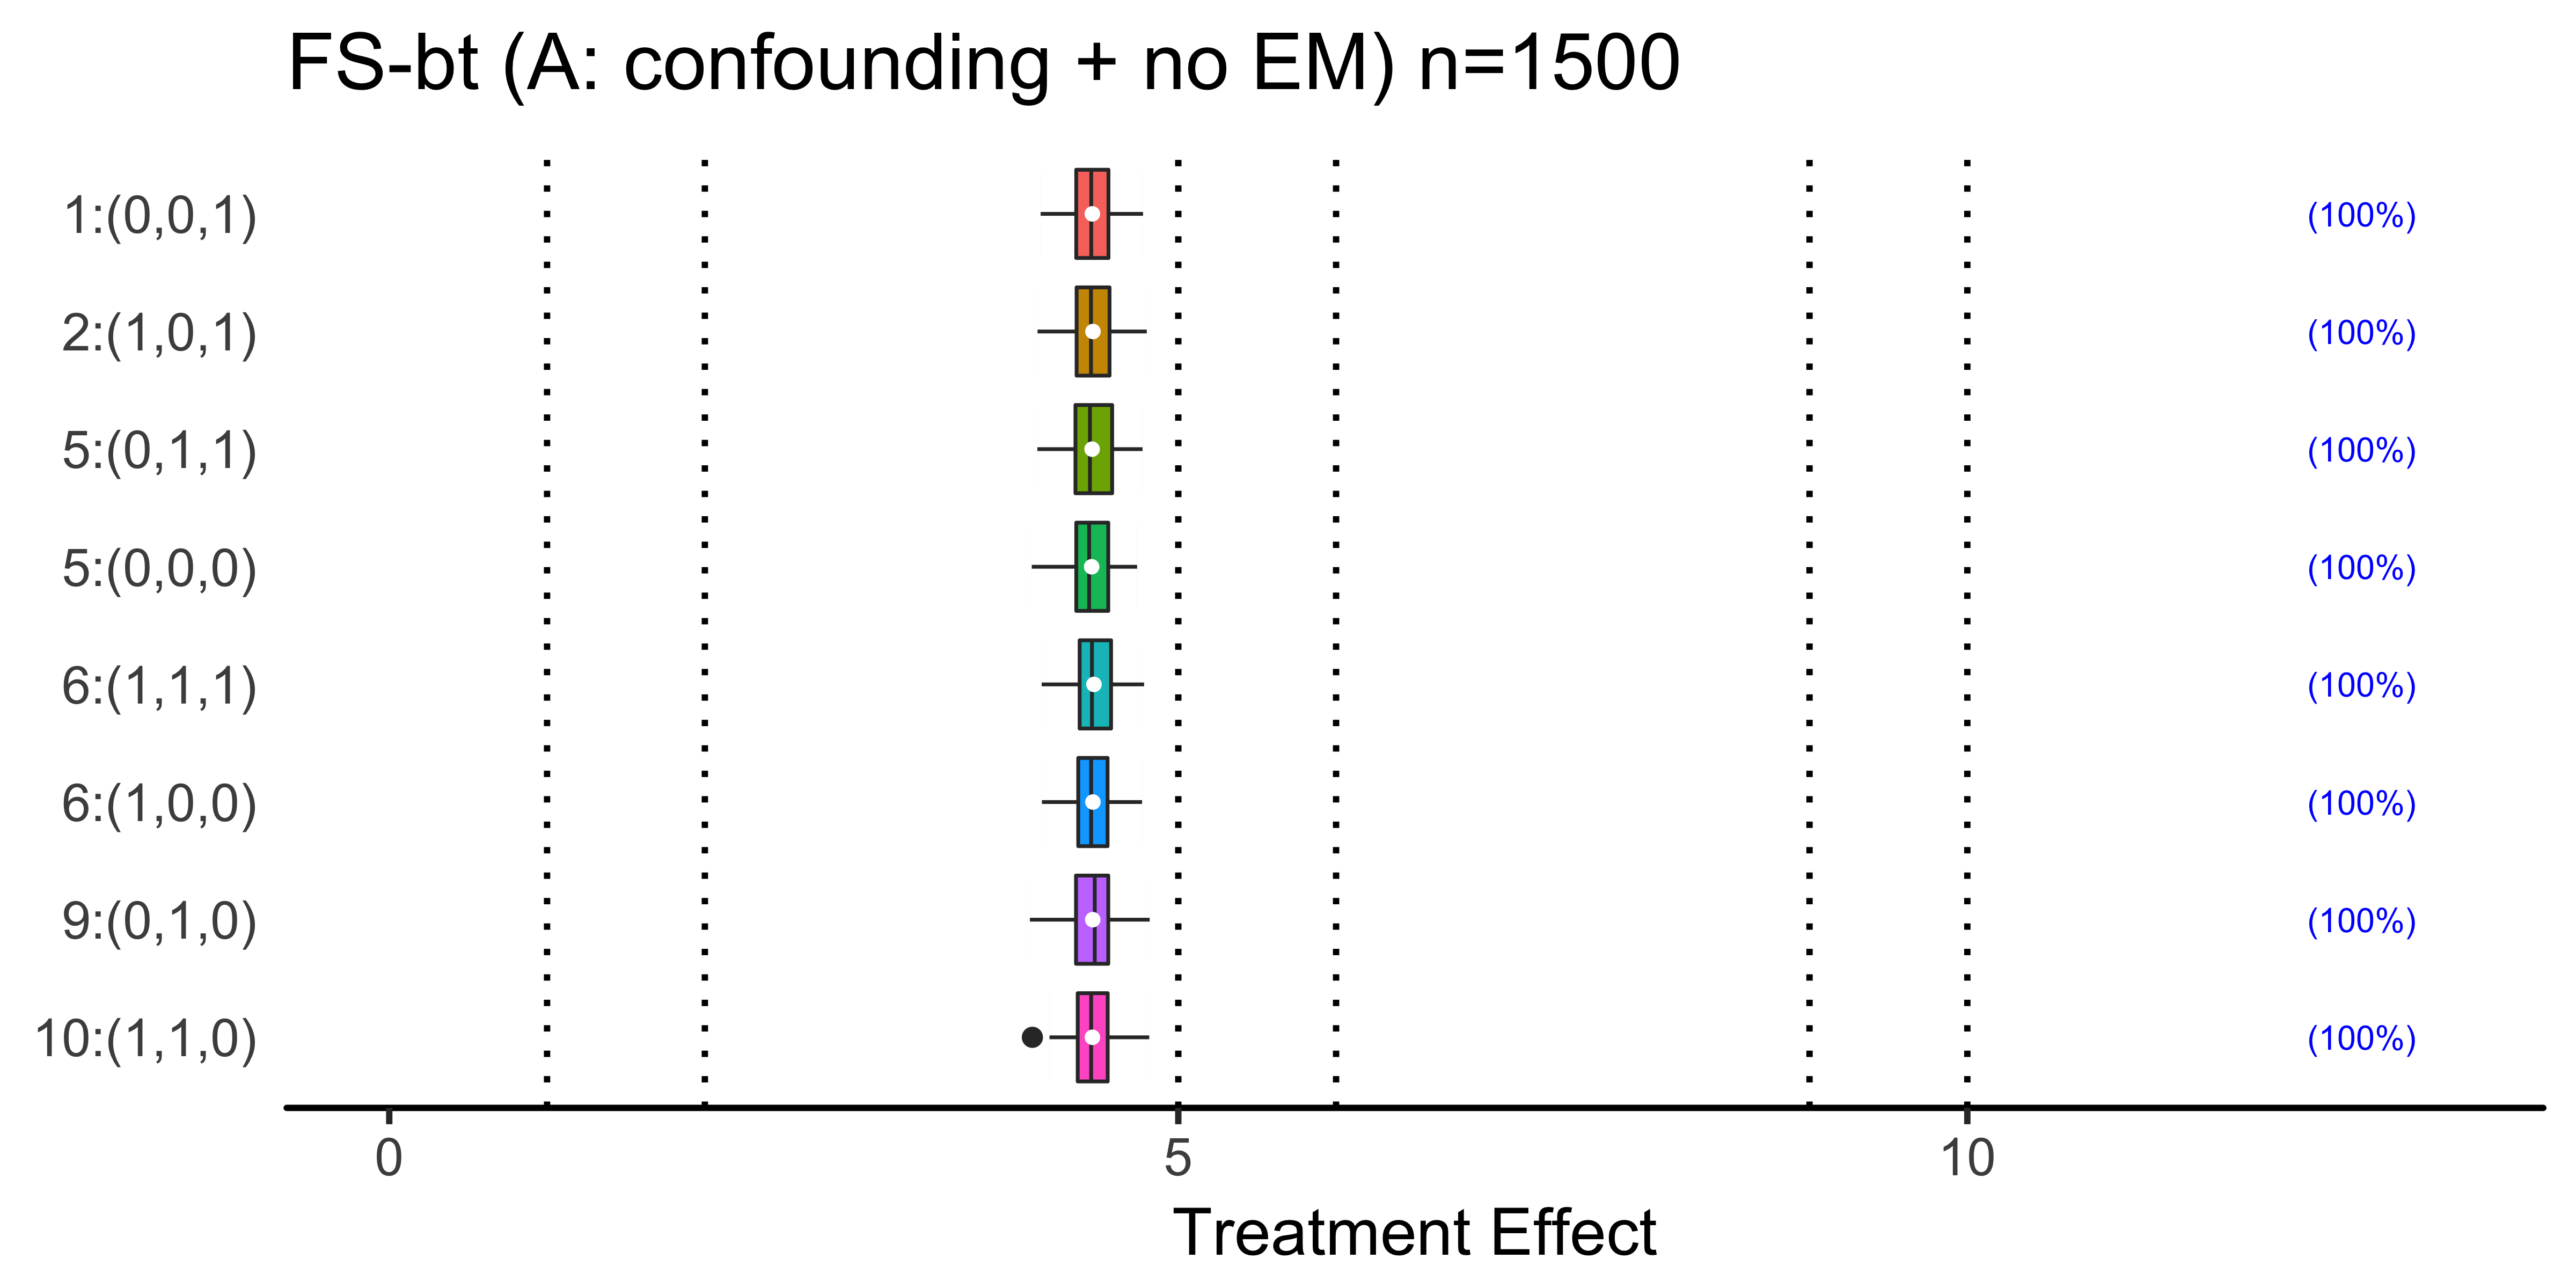 FS-bt (A: confounding + no EM) n=1500
1:(0,0,1) (100%)
2:(1,0,1) (100%)
5:(0,1,1) (100%)
5:(0,0,0) (100%)
6:(1,1,1) (100%)
6:(1,0,0) (100%)
9:(0,1,0) (100%)
10:(1,1,0) (100%)
0 5 10
Treatment Effect